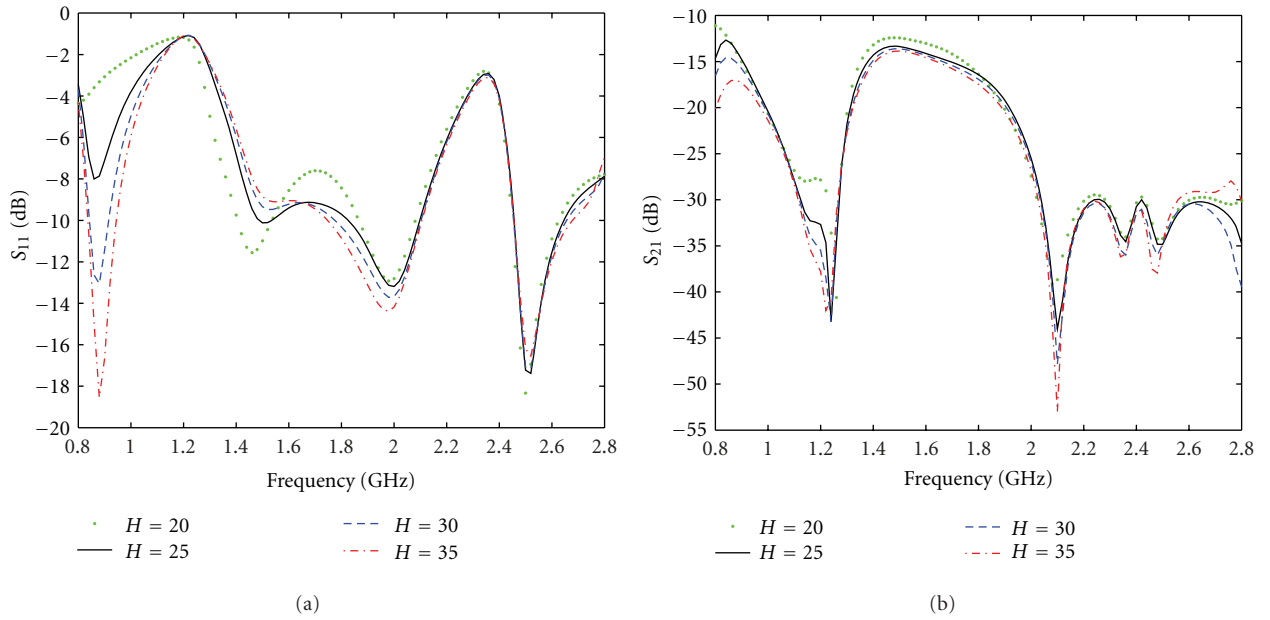 0
−2
−4
−6
−8
−10
−12
−14
−16
−18
−20
S11 (dB)
0.8 1 1.2 1.4 1.6 1.8 2 2.2 2.4 2.6 2.8
Frequency (GHz)
H = 20
H = 25
H = 30
H = 35
(a)
−10
−15
−20
−25
−30
−35
−40
−45
−50
−55
S21 (dB)
0.8 1 1.2 1.4 1.6 1.8 2 2.2 2.4 2.6 2.8
Frequency (GHz)
H = 20
H = 25
H = 30
H = 35
(b)